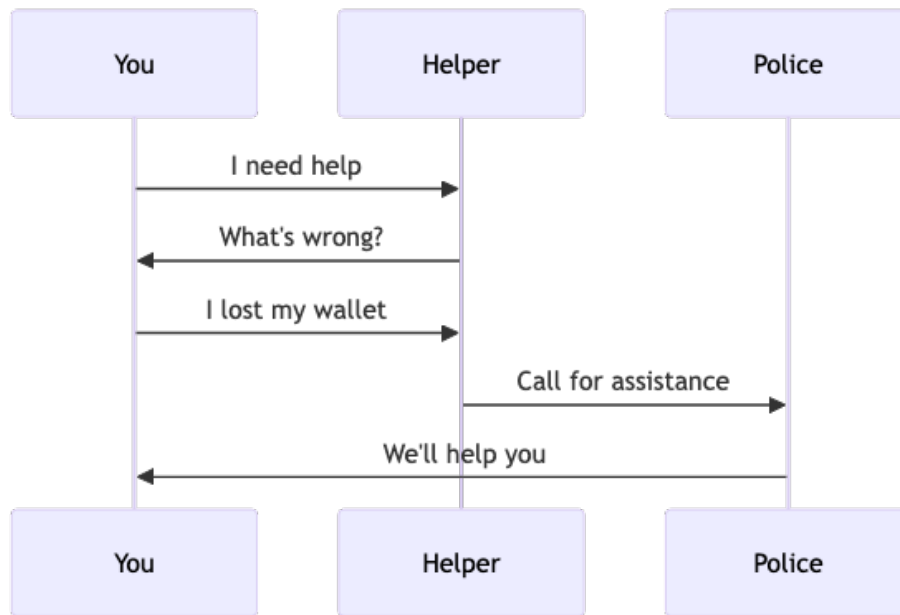 You
Helper
Police
I need help
What's wrong?
I lost my wallet
Call for assistance
We'll help you
You
Helper
Police